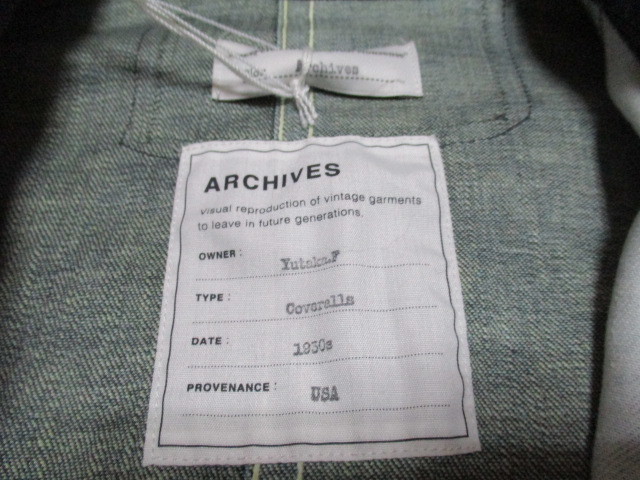 Archives
ARCHIVES
Visual reproduction of vintage garments
to leave in future generations.
OWNER : Yutaka.F
TYPE : Coveralls
DATE : 1930s
PROVENANCE : USA